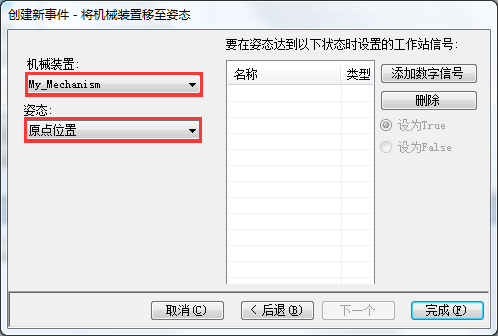 创建新事件 - 将机械装置移至姿态
机械装置:
My_Mechanism
姿态:
原点位置
要在姿态达到以下状态时设置的工作站信号:
名称 类型
添加数字信号
删除
设为True
设为False
取消(C)
< 后退(B)
下一个
完成(F)